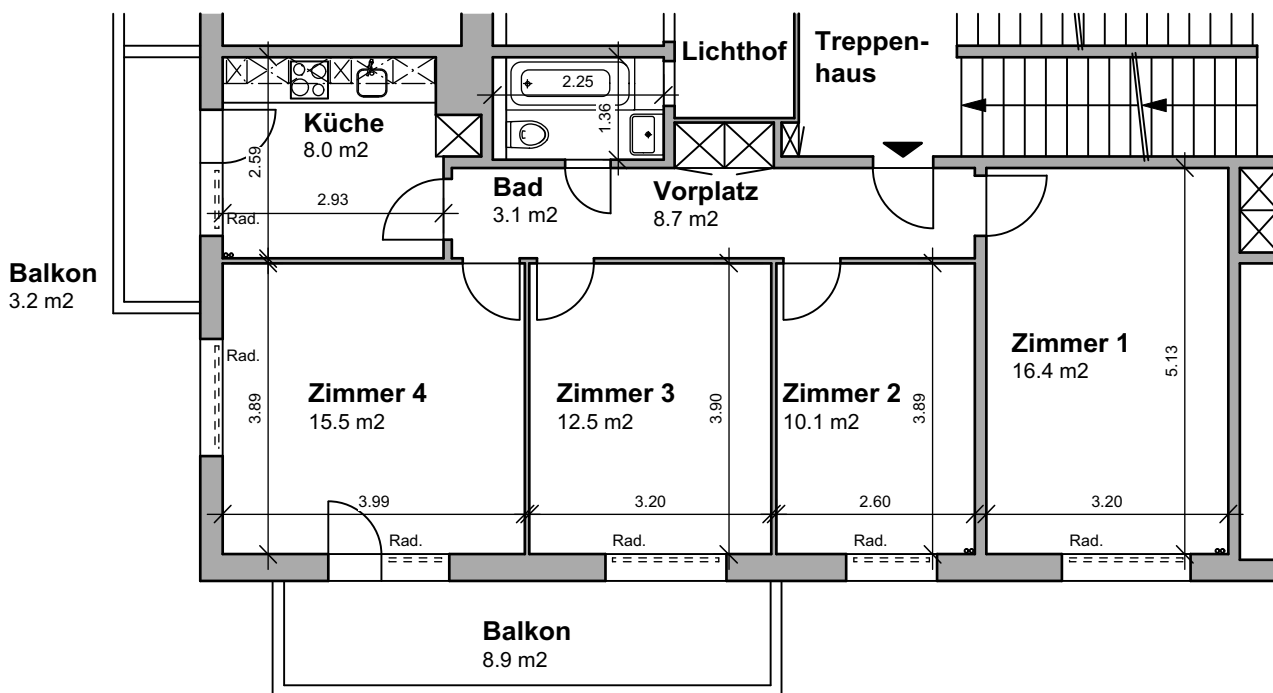 Lichthof
Treppen-
haus
2.25
1.36
Küche
8.0 m2
2.59
2.93
Rad.
Bad
3.1 m2
Vorplatz
8.7 m2
Balkon
3.2 m2
Rad.
Zimmer 4
15.5 m2
3.89
3.99
Rad.
Zimmer 3
12.5 m2
3.90
3.20
Rad.
Zimmer 2
10.1 m2
3.89
2.60
Rad.
Zimmer 1
16.4 m2
5.13
3.20
Rad.
Balkon
8.9 m2